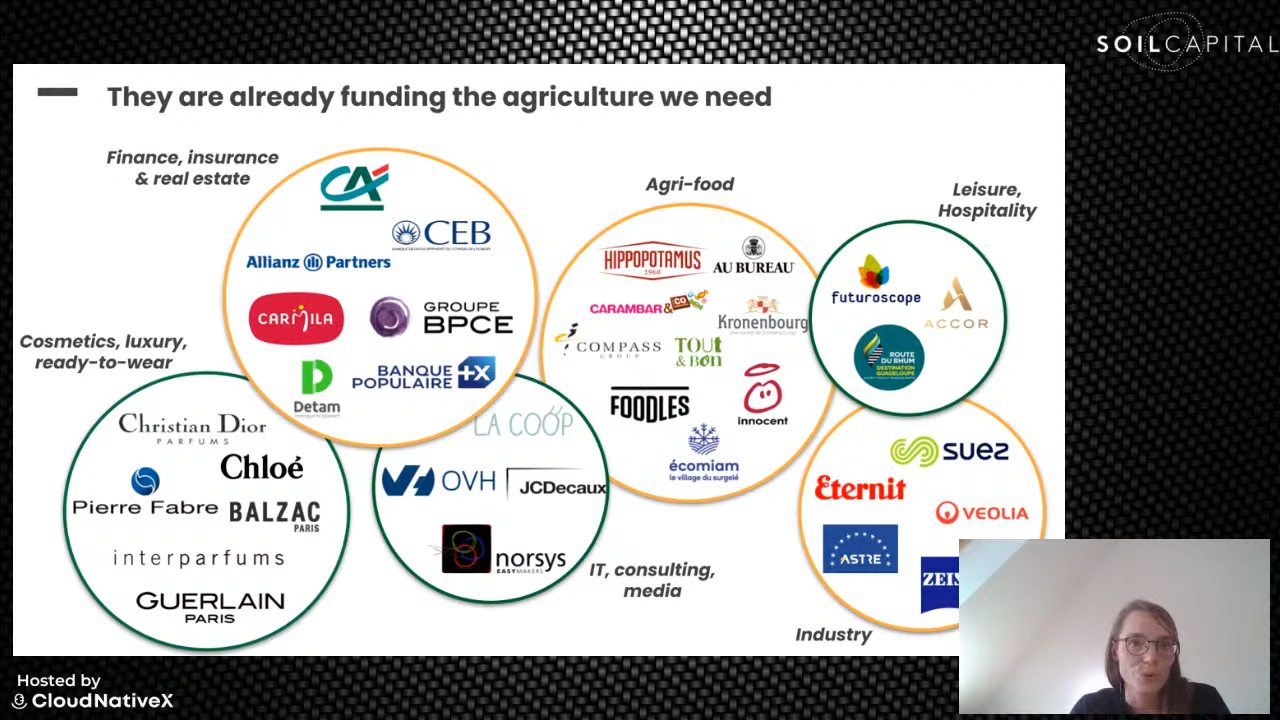 SOILCAPITAL
They are already funding the agriculture we need
Finance, insurance
& real estate
CA
CEB
Allianz Partners
CARMILA
GROUPE
BPCE
BANQUE
POPULAIRE +X
Detam
Agri-food
HIPPOPOTAMUS
1968
AU BUREAU
CARAMBAR & CO
Kronenbourg
COMPASS
GROUP
TOUT
& BON
FOODLES
innocent
écomiam
le village du surgelé
Leisure,
Hospitality
futuroscope
ACCOR
ROUTE
DU RHUM
DESTINATION
GUADELOUPE
Cosmetics, luxury,
ready-to-wear
Christian Dior
PARFUMS
Chloé
Pierre Fabre
BALZAC
PARIS
interparfums
GUERLAIN
PARIS
LA COOP
OVH
JCDecaux
norsys
EASYMAKERS
IT, consulting,
media
suez
Eternit
VEOLIA
ASTRE
ZEIS
Industry
Hosted by
CloudNativeX